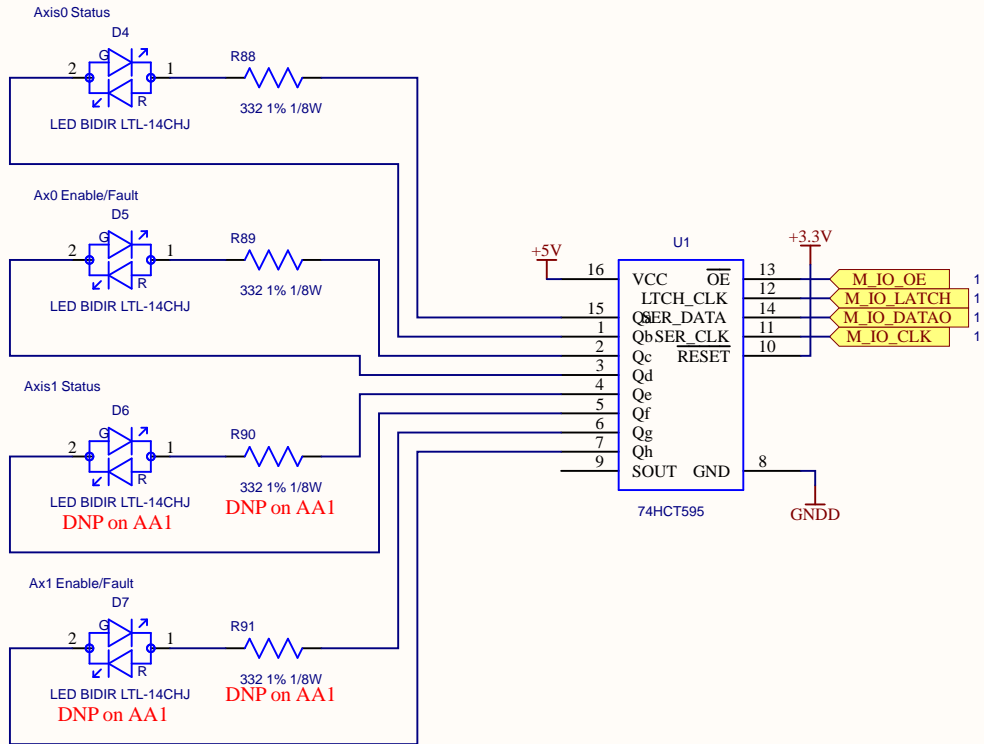 Axis0 Status
D4
G
2
1
R
LED BIDIR LTL-14CHJ
R88
332 1% 1/8W
Ax0 Enable/Fault
D5
G
2
1
R
LED BIDIR LTL-14CHJ
R89
332 1% 1/8W
Axis1 Status
D6
G
2
1
R
LED BIDIR LTL-14CHJ
DNP on AA1
R90
332 1% 1/8W
DNP on AA1
Ax1 Enable/Fault
D7
G
2
1
R
LED BIDIR LTL-14CHJ
DNP on AA1
R91
332 1% 1/8W
DNP on AA1
+5V
U1
+3.3V
16 VCC
15 Qa
1 Qb
2 Qc
3 Qd
4 Qe
5 Qf
6 Qg
7 Qh
9 SOUT
OE 13
LTCH_CLK 12
SER_DATA 14
SER_CLK 11
RESET 10
GND 8
M_IO_OE 1
M_IO_LATCH 1
M_IO_DATAO 1
M_IO_CLK 1
74HCT595
GNDD